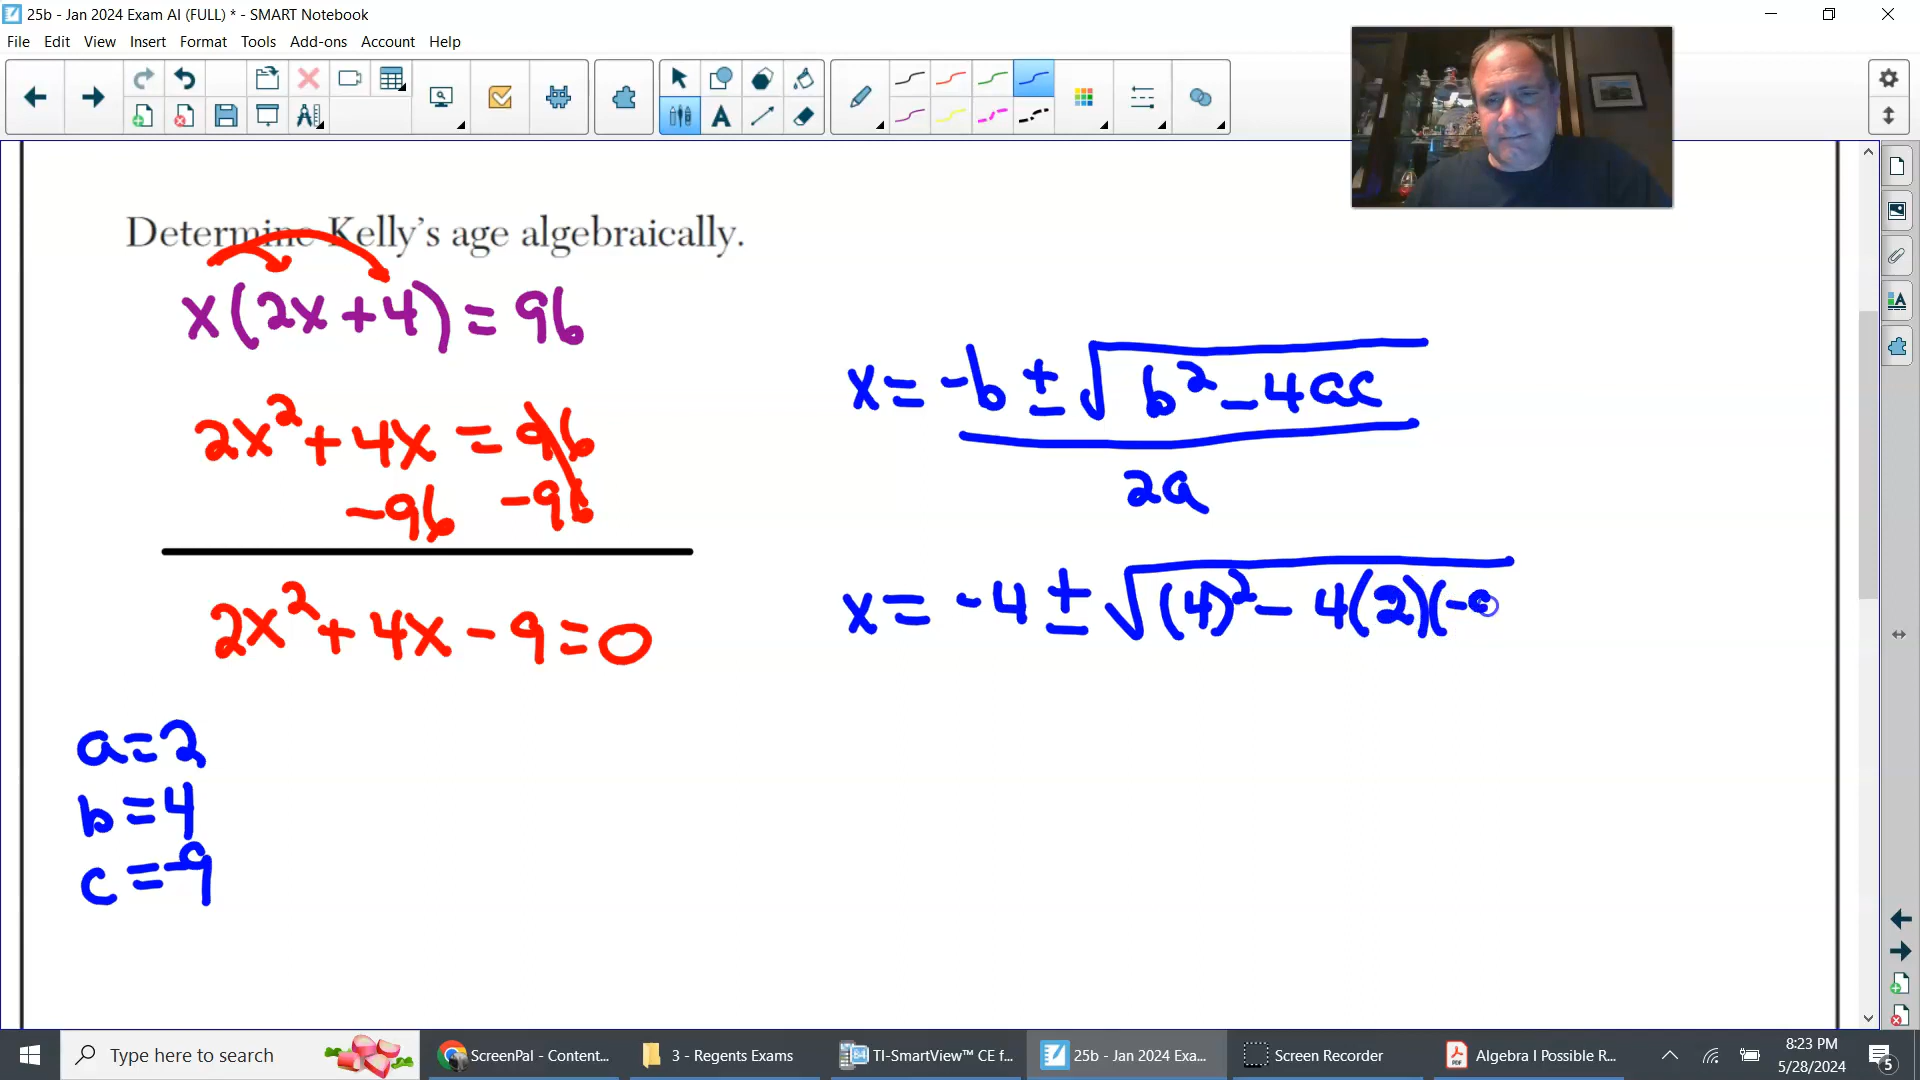 25b - Jan 2024 Exam AI (FULL) * - SMART Notebook
File Edit View Insert Format Tools Add-ons Account Help
Determine Kelly's age algebraically.
x(2x+4)=96
2x²+4x=96
-96 -96
2x²+4x-9=0
a=2
b=4
c=-9
x= -b ± √b²-4ac
2a
x= -4 ± √(4)²-4(2)(-9
Type here to search
ScreenPal - Content...
3 - Regents Exams
TI-SmartView™ CE f...
25b - Jan 2024 Exa...
Screen Recorder
Algebra I Possible R...
8:23 PM
5/28/2024
5